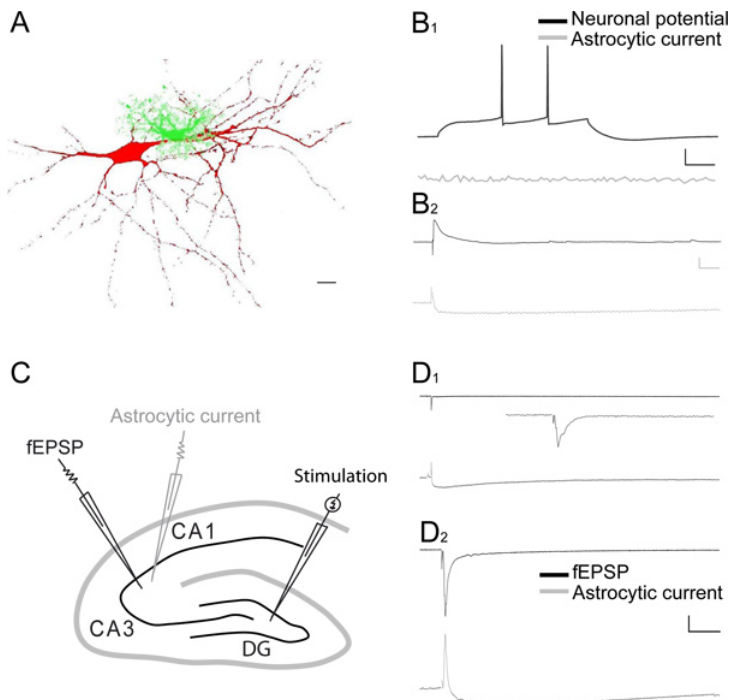 A
B1
Neuronal potential
Astrocytic current
B2
C
Astrocytic current
fEPSP
Stimulation
CA1
CA3
DG
D1
D2
fEPSP
Astrocytic current